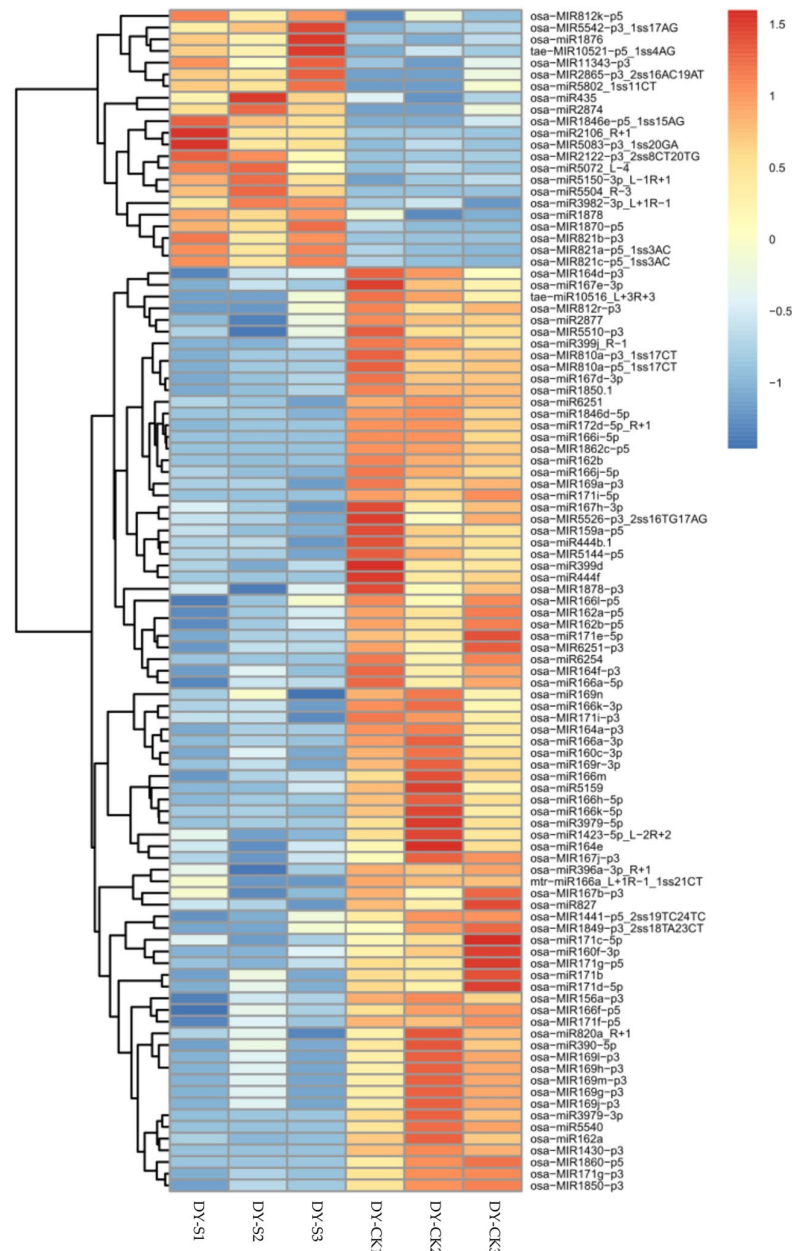 osa-MIR812k-p5
osa-MIR5542-p3_1ss17AG
osa-miR1876
tae-MIR10521-p5_1ss4AG
osa-MIR11343-p3
osa-MIR2865-p3_2ss16AC19AT
osa-miR5802_1ss11CT
osa-miR435
osa-miR2874
osa-MIR1846e-p5_1ss15AG
osa-miR2106_R+1
osa-MIR5083-p3_1ss20GA
osa-MIR2122-p3_2ss8CT20TG
osa-miR5072_L-4
osa-miR5150-3p_L-1R+1
osa-miR5504_R-3
osa-miR3982-3p_L+1R-1
osa-miR1878
osa-MIR1870-p5
osa-MIR821b-p3
osa-MIR821a-p5_1ss3AC
osa-MIR821c-p5_1ss3AC
osa-MIR164d-p3
osa-miR167e-3p
tae-miR10516_L+3R+3
osa-MIR812r-p3
osa-miR2877
osa-MIR5510-p3
osa-miR399j_R-1
osa-MIR810a-p3_1ss17CT
osa-MIR810a-p5_1ss17CT
osa-miR167d-3p
osa-miR1850.1
osa-miR6251
osa-miR1846d-5p
osa-miR172d-5p_R+1
osa-miR166i-5p
osa-MIR1862c-p5
osa-miR162b
osa-miR166j-5p
osa-MIR169a-p3
osa-miR171i-5p
osa-miR167h-3p
osa-MIR5526-p3_2ss16TG17AG
osa-MIR159a-p5
osa-miR444b.1
osa-MIR5144-p5
osa-miR399d
osa-miR444f
osa-MIR1878-p3
osa-MIR166l-p5
osa-MIR162a-p5
osa-MIR162b-p5
osa-miR171e-5p
osa-MIR6251-p3
osa-miR6254
osa-MIR164f-p3
osa-miR166a-5p
osa-miR169n
osa-miR166k-3p
osa-MIR171i-p3
osa-MIR164a-p3
osa-miR166a-3p
osa-miR160c-3p
osa-miR169r-3p
osa-miR166m
osa-miR5159
osa-miR166h-5p
osa-miR166k-5p
osa-miR3979-5p
osa-miR1423-5p_L-2R+2
osa-miR164e
osa-MIR167j-p3
osa-miR396a-3p_R+1
mtr-miR166a_L+1R-1_1ss21CT
osa-MIR167b-p3
osa-miR827
osa-MIR1441-p5_2ss19TC24TC
osa-MIR1849-p3_2ss18TA23CT
osa-miR171c-5p
osa-miR160f-3p
osa-MIR171g-p5
osa-miR171b
osa-miR171d-5p
osa-MIR156a-p3
osa-MIR166f-p5
osa-MIR171f-p5
osa-miR820a_R+1
osa-miR390-5p
osa-MIR169l-p3
osa-MIR169h-p3
osa-MIR169m-p3
osa-MIR169g-p3
osa-MIR169j-p3
osa-miR3979-3p
osa-miR5540
osa-miR162a
osa-MIR1430-p3
osa-MIR1860-p5
osa-MIR171g-p3
osa-MIR1850-p3
1.5
1
0.5
0
-0.5
-1
DY-S1
DY-S2
DY-S3
DY-CK1
DY-CK2
DY-CK3